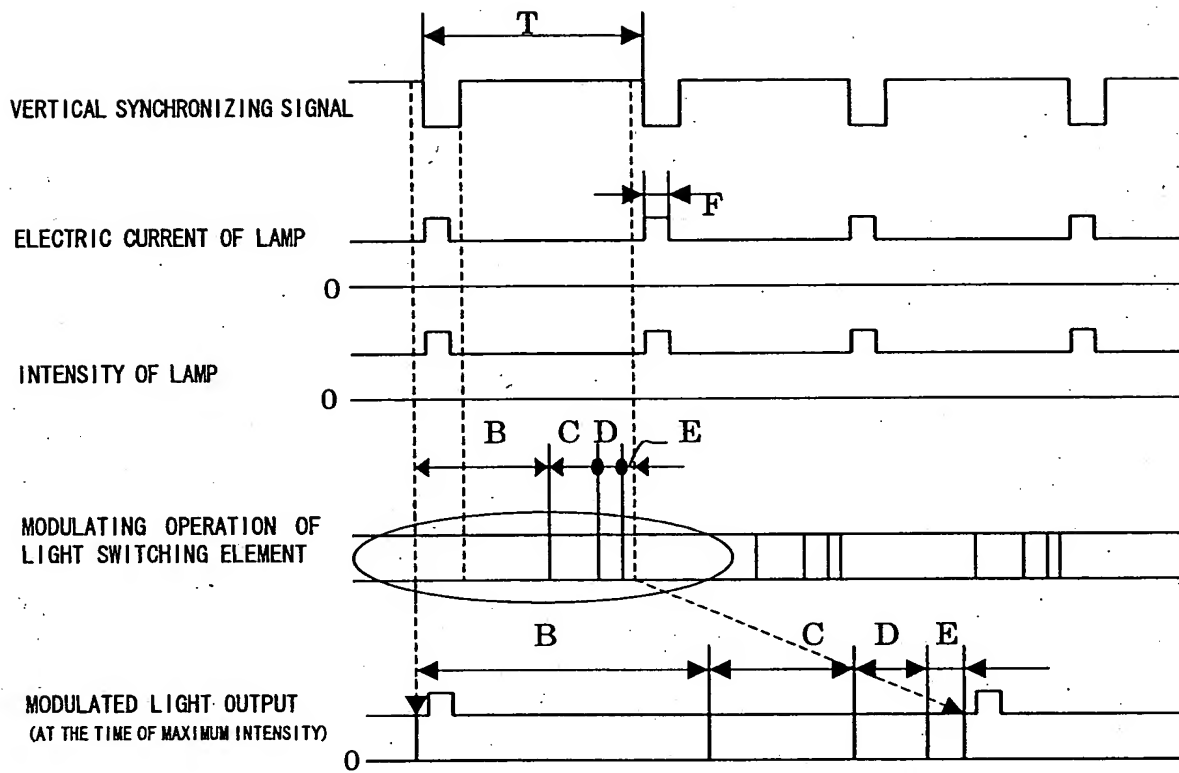 T
VERTICAL SYNCHRONIZING SIGNAL
F
ELECTRIC CURRENT OF LAMP
0
INTENSITY OF LAMP
0
B C D E
MODULATING OPERATION OF
LIGHT SWITCHING ELEMENT
B C D E
MODULATED LIGHT OUTPUT
(AT THE TIME OF MAXIMUM INTENSITY)
0